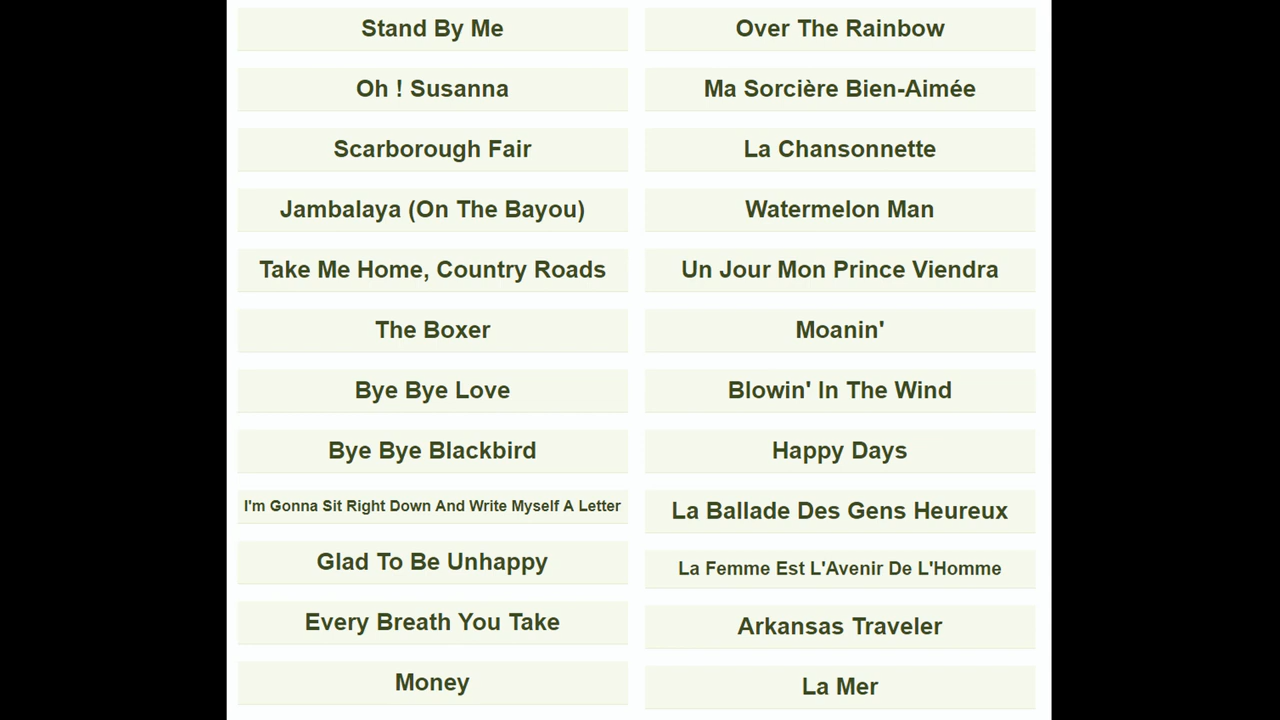 Stand By Me
Oh ! Susanna
Scarborough Fair
Jambalaya (On The Bayou)
Take Me Home, Country Roads
The Boxer
Bye Bye Love
Bye Bye Blackbird
I'm Gonna Sit Right Down And Write Myself A Letter
Glad To Be Unhappy
Every Breath You Take
Money
Over The Rainbow
Ma Sorcière Bien-Aimée
La Chansonnette
Watermelon Man
Un Jour Mon Prince Viendra
Moanin'
Blowin' In The Wind
Happy Days
La Ballade Des Gens Heureux
La Femme Est L'Avenir De L'Homme
Arkansas Traveler
La Mer